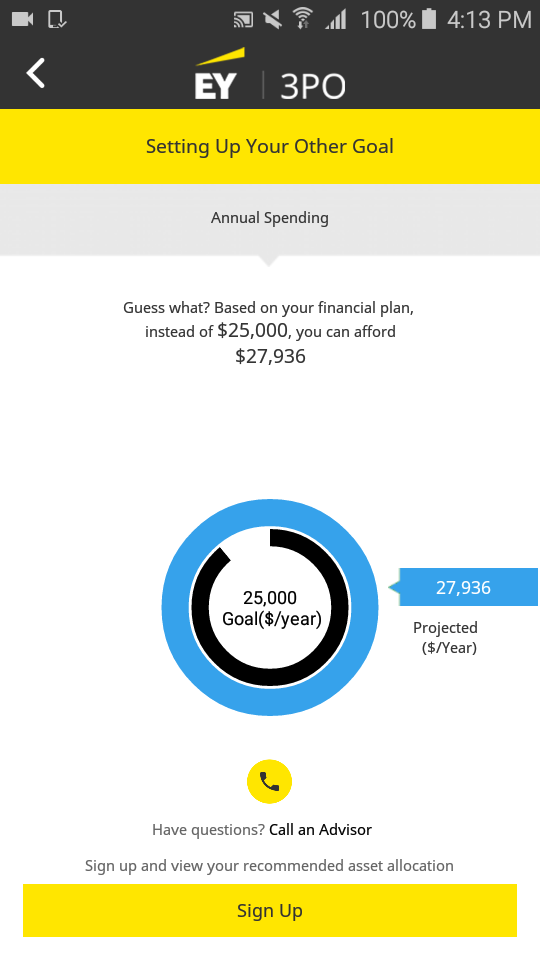 100% 4:13 PM
EY | 3PO
Setting Up Your Other Goal
Annual Spending
Guess what? Based on your financial plan,
instead of $25,000, you can afford
$27,936
25,000
Goal($/year)
27,936
Projected
($/Year)
Have questions? Call an Advisor
Sign up and view your recommended asset allocation
Sign Up